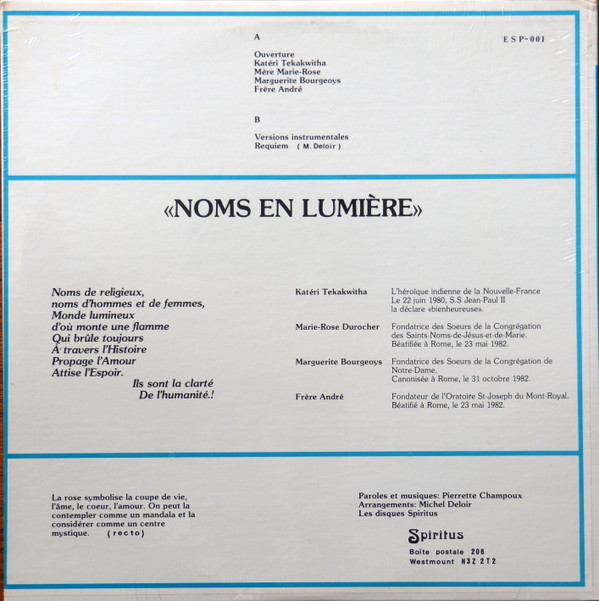 A
ESP-001
Ouverture
Katéri Tekakwitha
Mère Marie-Rose
Marguerite Bourgeoys
Frère André
B
Versions instrumentales
Requiem (M. Deloir)
«NOMS EN LUMIÈRE»
Noms de religieux,
noms d'hommes et de femmes,
Monde lumineux
d'où monte une flamme
Qui brûle toujours
À travers l'Histoire
Propage l'Amour
Attise l'Espoir.
Ils sont la clarté
De l'humanité.!
Katéri Tekakwitha
L'héroïque indienne de la Nouvelle-France
Le 22 juin 1980, S.S Jean-Paul II
la déclare «bienheureuse».
Marie-Rose Durocher
Fondatrice des Soeurs de la Congrégation
des Saints-Noms-de-Jésus-et-de-Marie.
Béatifiée à Rome, le 23 mai 1982.
Marguerite Bourgeoys
Fondatrice des Soeurs de la Congrégation de
Notre-Dame.
Canonisée à Rome, le 31 octobre 1982.
Frère André
Fondateur de l'Oratoire St-Joseph du Mont-Royal.
Béatifié à Rome, le 23 mai 1982.
La rose symbolise la coupe de vie,
l'âme, le coeur, l'amour. On peut la
contempler comme un mandala et la
considérer comme un centre
mystique. (recto)
Paroles et musiques: Pierrette Champoux
Arrangements: Michel Deloir
Les disques Spiritus
Spiritus
Boîte postale 208
Westmount H3Z 2T2